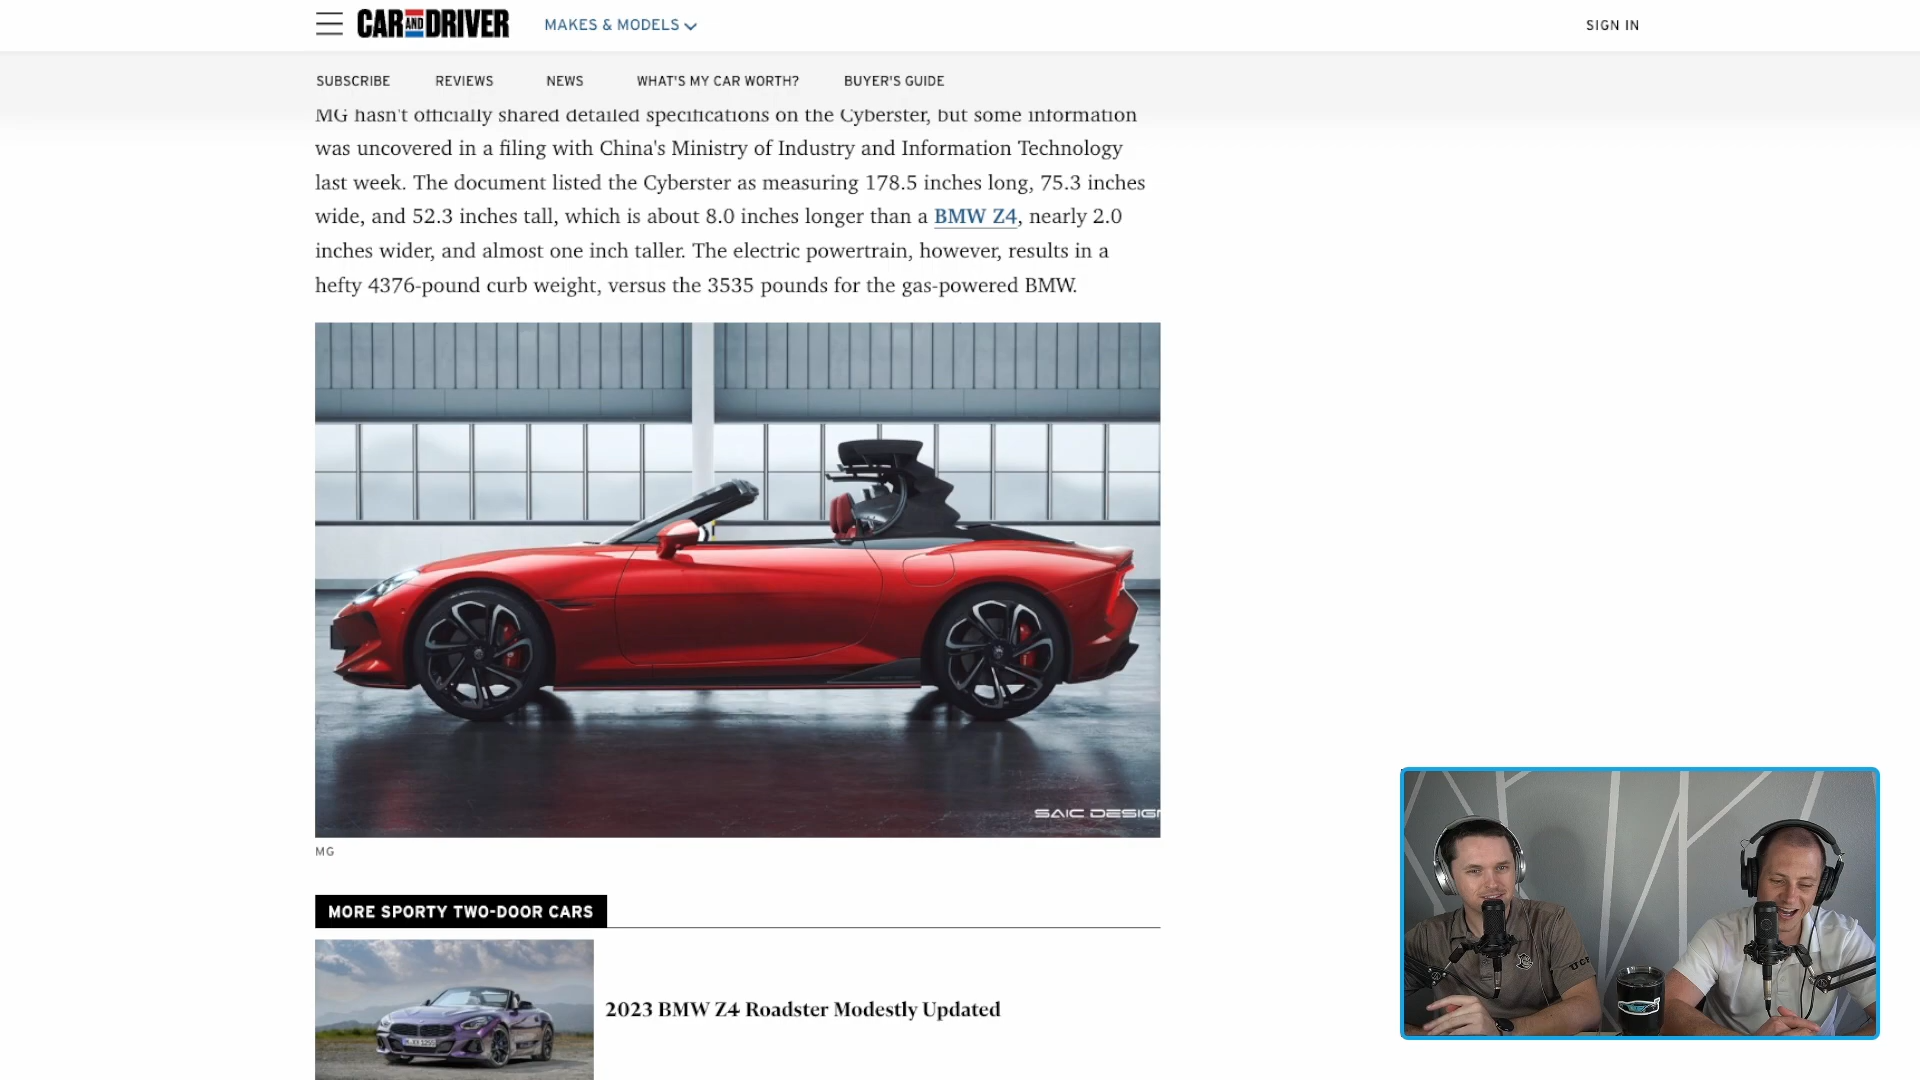 CAR AND DRIVER
MAKES & MODELS
SIGN IN
SUBSCRIBE
REVIEWS
NEWS
WHAT'S MY CAR WORTH?
BUYER'S GUIDE
MG hasn't officially shared detailed specifications on the Cyberster, but some information
was uncovered in a filing with China's Ministry of Industry and Information Technology
last week. The document listed the Cyberster as measuring 178.5 inches long, 75.3 inches
wide, and 52.3 inches tall, which is about 8.0 inches longer than a BMW Z4, nearly 2.0
inches wider, and almost one inch taller. The electric powertrain, however, results in a
hefty 4376-pound curb weight, versus the 3535 pounds for the gas-powered BMW.
SAIC DESIGN
MG
MORE SPORTY TWO-DOOR CARS
2023 BMW Z4 Roadster Modestly Updated
UCF